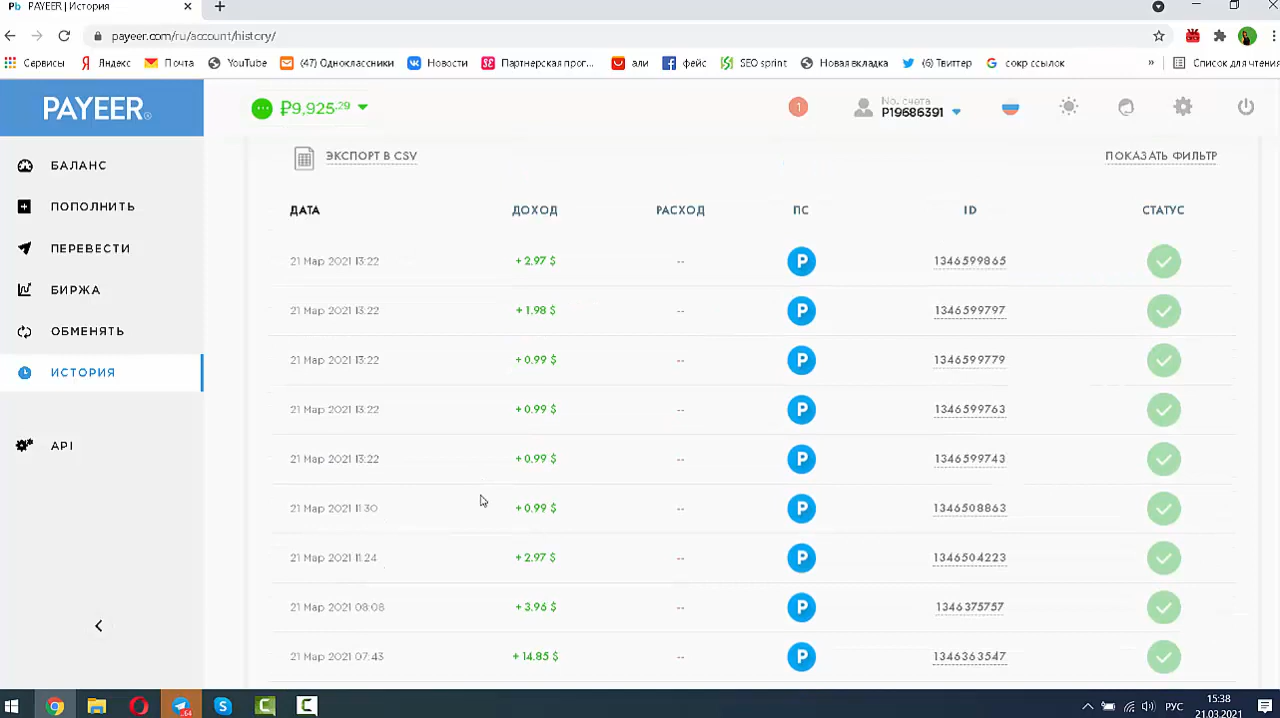 PAYEER | История
payeer.com/ru/account/history/
Сервисы Яндекс Почта YouTube (47) Одноклассники Новости Партнерская прог... али фейс SEO sprint Новая вкладка (6) Твиттер сокр ссылок » Список для чтения
PAYEER
₽9,925.29
1
No. счета
P19686391
БАЛАНС
ПОПОЛНИТЬ
ПЕРЕВЕСТИ
БИРЖА
ОБМЕНЯТЬ
ИСТОРИЯ
API
ЭКСПОРТ В CSV ПОКАЗАТЬ ФИЛЬТР
ДАТА ДОХОД РАСХОД ПС ID СТАТУС
21 Мар 2021 13:22 + 2.97 $ -- P 1346599865
21 Мар 2021 13:22 + 1.98 $ -- P 1346599797
21 Мар 2021 13:22 + 0.99 $ -- P 1346599779
21 Мар 2021 13:22 + 0.99 $ -- P 1346599763
21 Мар 2021 13:22 + 0.99 $ -- P 1346599743
21 Мар 2021 11:30 + 0.99 $ -- P 1346508863
21 Мар 2021 11:24 + 2.97 $ -- P 1346504223
21 Мар 2021 08:08 + 3.96 $ -- P 1346375757
21 Мар 2021 07:43 + 14.85 $ -- P 1346363547
64
РУС
15:38
21.03.2021